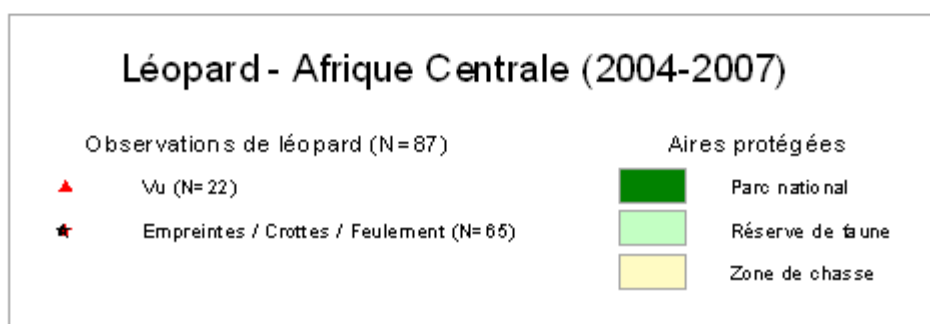 Léopard - Afrique Centrale (2004-2007)
Observations de léopard (N=87)
Vu (N=22)
Empreintes / Crottes / Feulement (N=65)
Aires protégées
Parc national
Réserve de faune
Zone de chasse